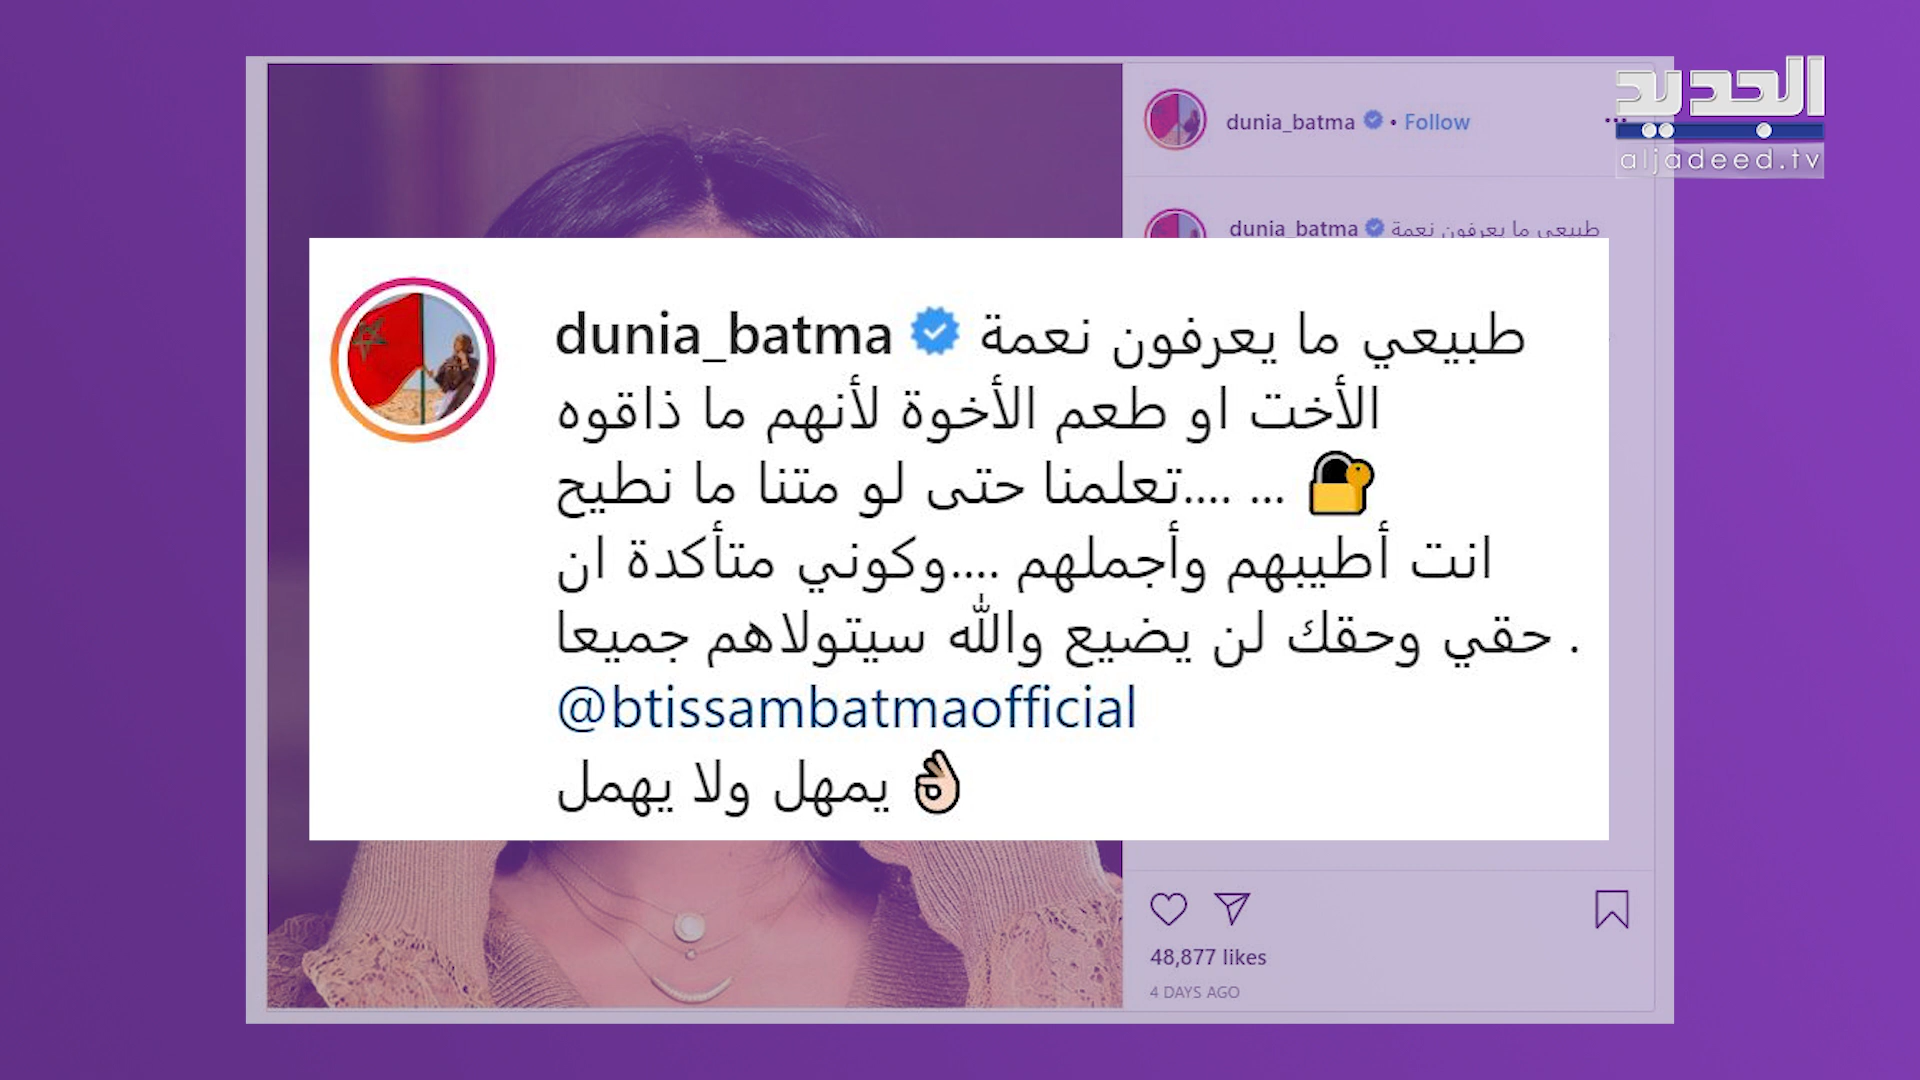 الجديد
aljadeed.tv
dunia_batma • Follow
dunia_batma طبيعي ما يعرفون نعمة
dunia_batma طبيعي ما يعرفون نعمة
الأخت او طعم الأخوة لأنهم ما ذاقوه
... ....تعلمنا حتى لو متنا ما نطيح
انت أطيبهم وأجملهم ....وكوني متأكدة ان
حقي وحقك لن يضيع والله سيتولاهم جميعا .
@btissambatmaofficial
يمهل ولا يهمل 👌🏻
48,877 likes
4 DAYS AGO